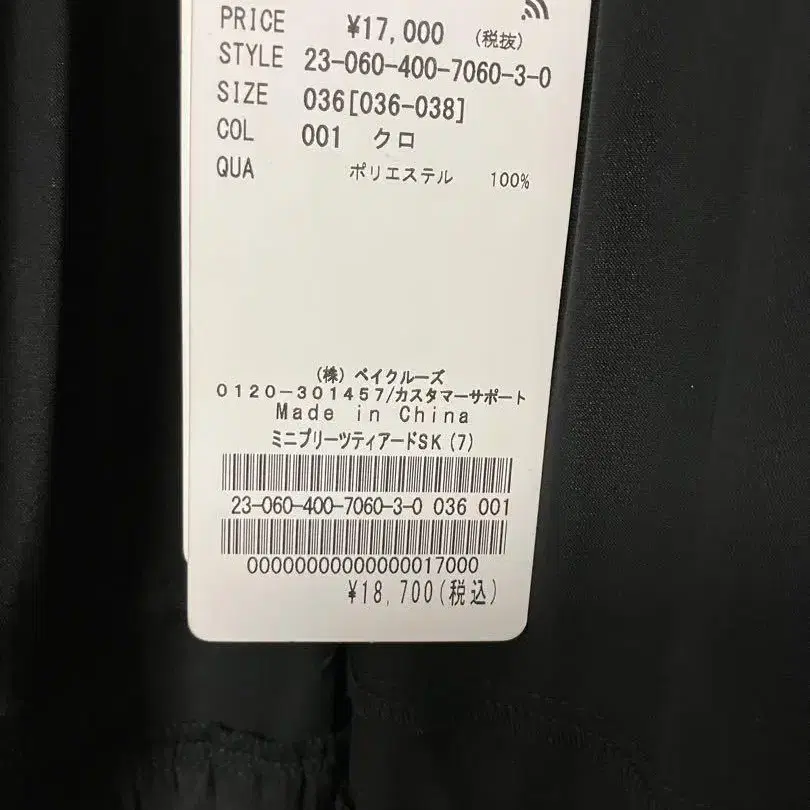 PRICE ¥17,000 (税抜)
STYLE 23-060-400-7060-3-0
SIZE 036[036-038]
COL 001 クロ
QUA ポリエステル 100%
(株)ベイクルーズ
0120-301457/カスタマーサポート
Made in China
ミニプリーツティアードSK(7)
23-060-400-7060-3-0 036 001
00000000000000017000
¥18,700(税込)